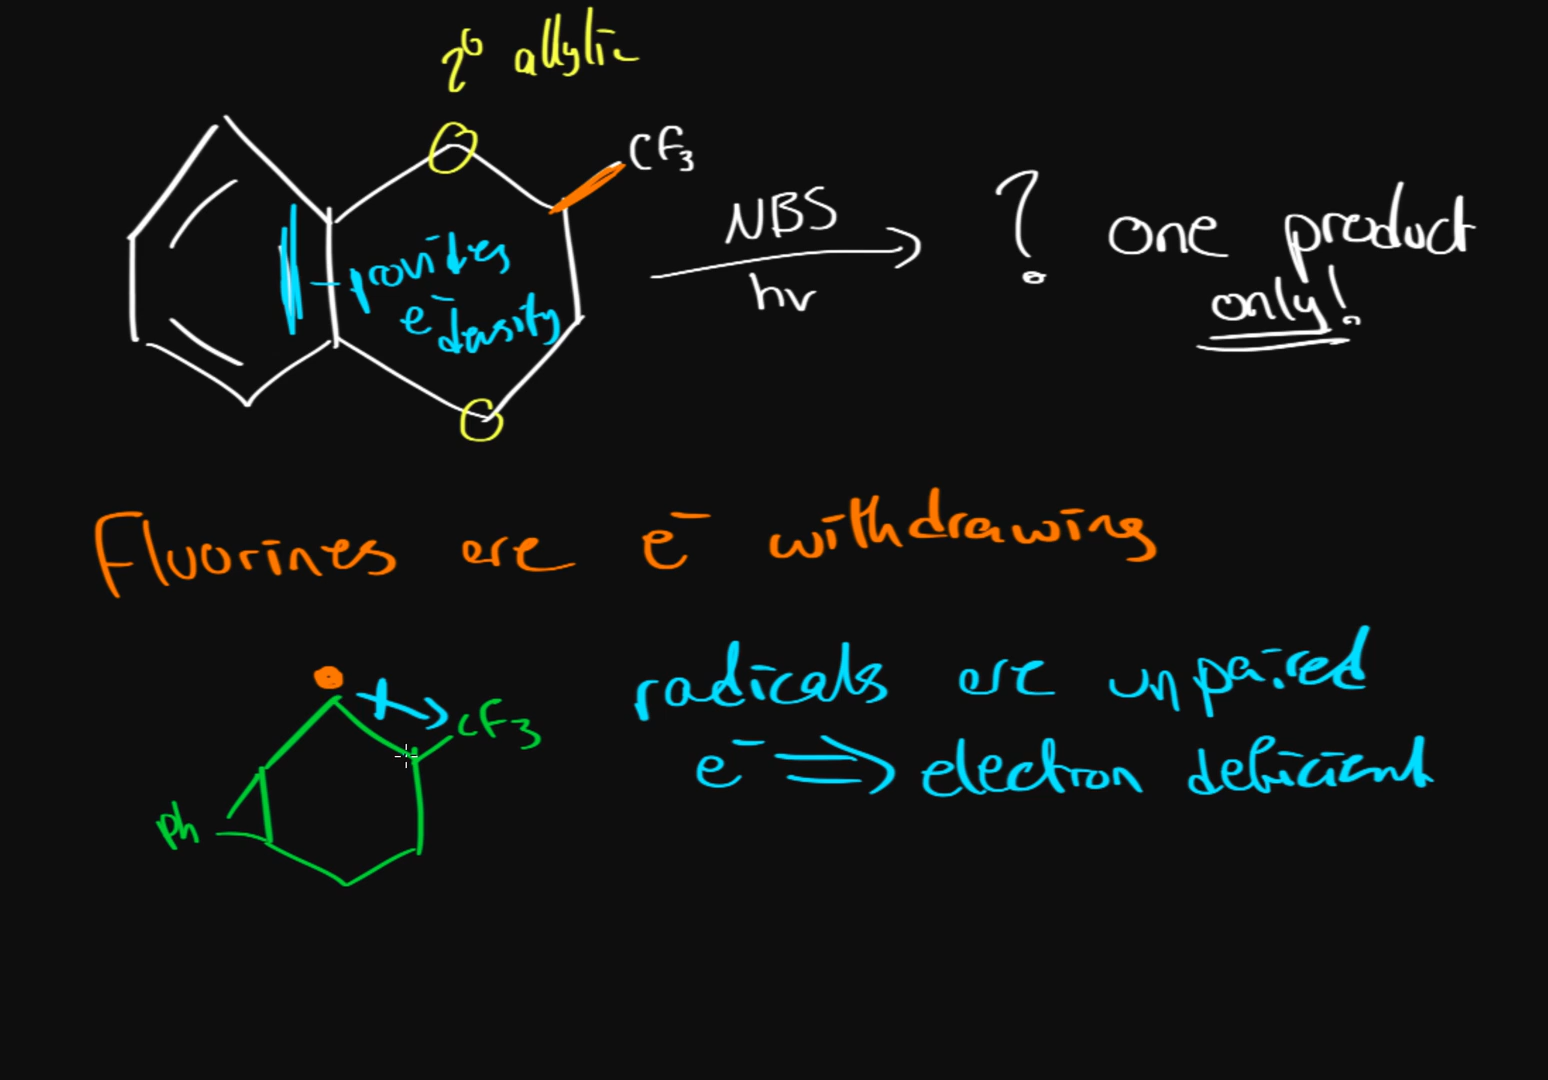 2° allylic
CF3
NBS
hν
? one product
only!
provides
e- density
Fluorines are e- withdrawing
radicals are unpaired
e- ⇒ electron deficient
CF3
Ph